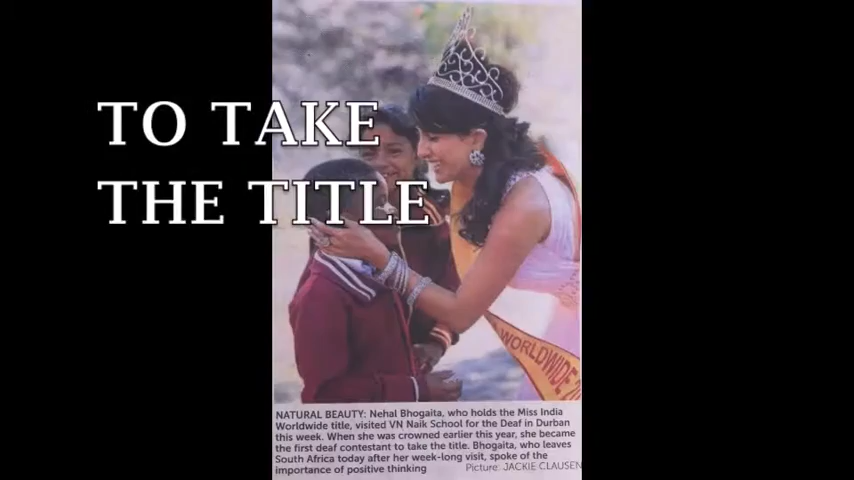 TO TAKE
THE TITLE
WORLDWIDE 20
NATURAL BEAUTY: Nehal Bhogaita, who holds the Miss India
Worldwide title, visited VN Naik School for the Deaf in Durban
this week. When she was crowned earlier this year, she became
the first deaf contestant to take the title. Bhogaita, who leaves
South Africa today after her week-long visit, spoke of the
importance of positive thinking
Picture: JACKIE CLAUSEN